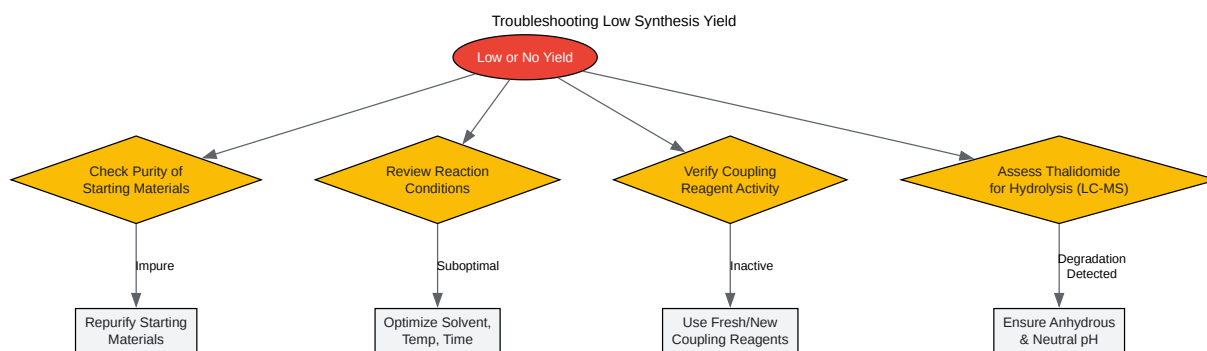 Troubleshooting Low Synthesis Yield
Low or No Yield
Check Purity of
Starting Materials
Review Reaction
Conditions
Verify Coupling
Reagent Activity
Assess Thalidomide
for Hydrolysis (LC-MS)
Impure
Suboptimal
Inactive
Degradation
Detected
Repurify Starting
Materials
Optimize Solvent,
Temp, Time
Use Fresh/New
Coupling Reagents
Ensure Anhydrous
& Neutral pH